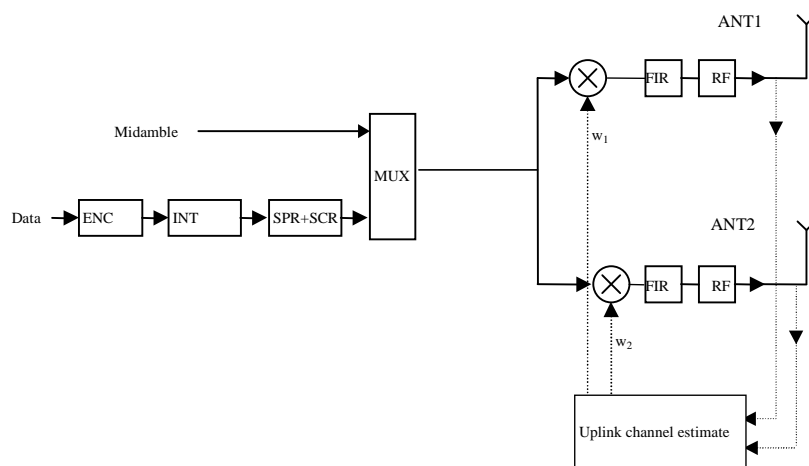 ANT1
FIR
RF
Midamble
w1
MUX
Data
ENC
INT
SPR+SCR
ANT2
FIR
RF
w2
Uplink channel estimate